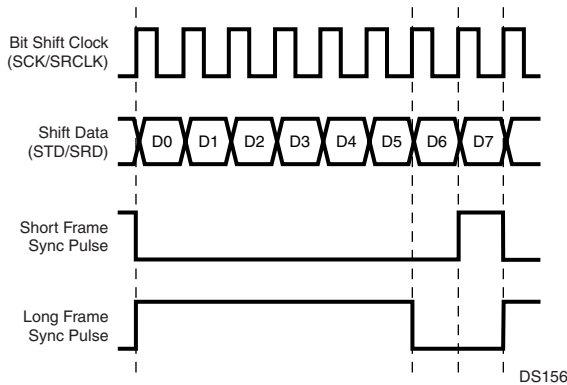 Bit Shift Clock
(SCK/SRCLK)
Shift Data
(STD/SRD)
D0 D1 D2 D3 D4 D5 D6 D7
Short Frame
Sync Pulse
Long Frame
Sync Pulse
DS156